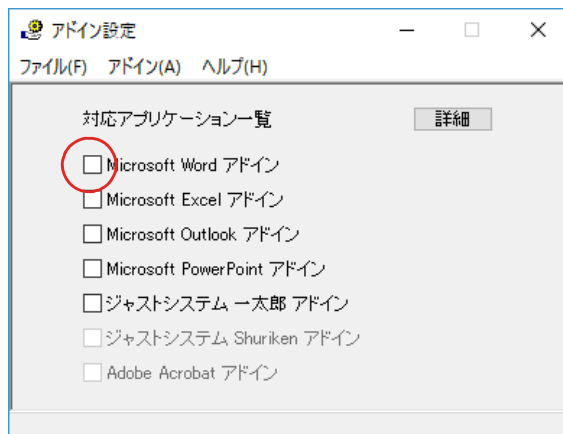 アドイン設定
ファイル(F) アドイン(A) ヘルプ(H)
対応アプリケーション一覧 詳細
Microsoft Word アドイン
Microsoft Excel アドイン
Microsoft Outlook アドイン
Microsoft PowerPoint アドイン
ジャストシステム 一太郎 アドイン
ジャストシステム Shuriken アドイン
Adobe Acrobat アドイン